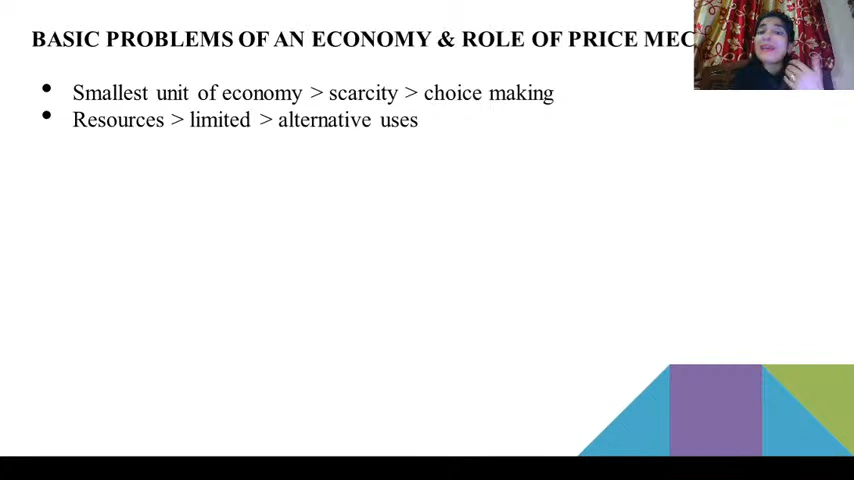 BASIC PROBLEMS OF AN ECONOMY & ROLE OF PRICE MEC
• Smallest unit of economy > scarcity > choice making
• Resources > limited > alternative uses